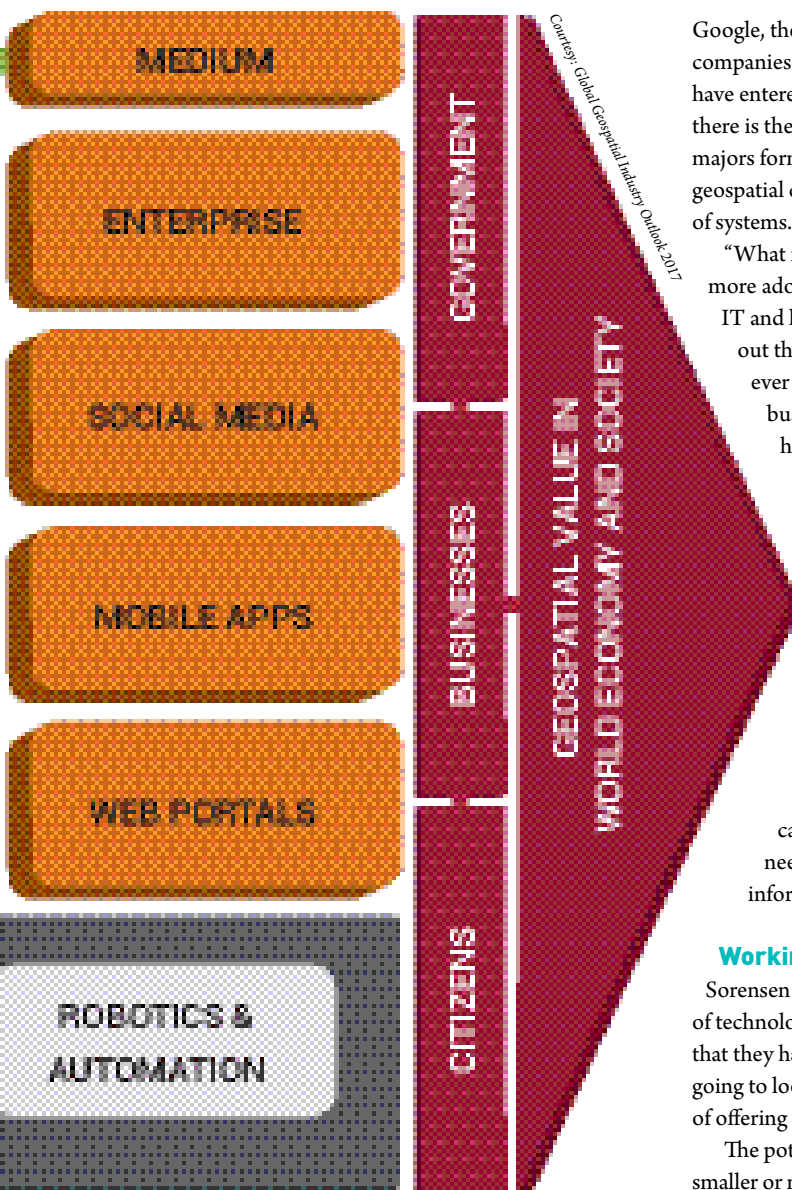 MEDIUM
ENTERPRISE
SOCIAL MEDIA
MOBILE APPS
WEB PORTALS
ROBOTICS &
AUTOMATION
GOVERNMENT
BUSINESSES
CITIZENS
GEOSPATIAL VALUE IN
WORLD ECONOMY AND SOCIETY
Courtesy: Global Geospatial Industry Outlook 2017
Google, the
companies
have entere
there is the
majors for
geospatial
of systems.
“What
more ado
IT and
out th
ever
bu
h
ca
nee
infor
Workin
Sorensen
of technolo
that they ha
going to loo
of offering
The pot
smaller or